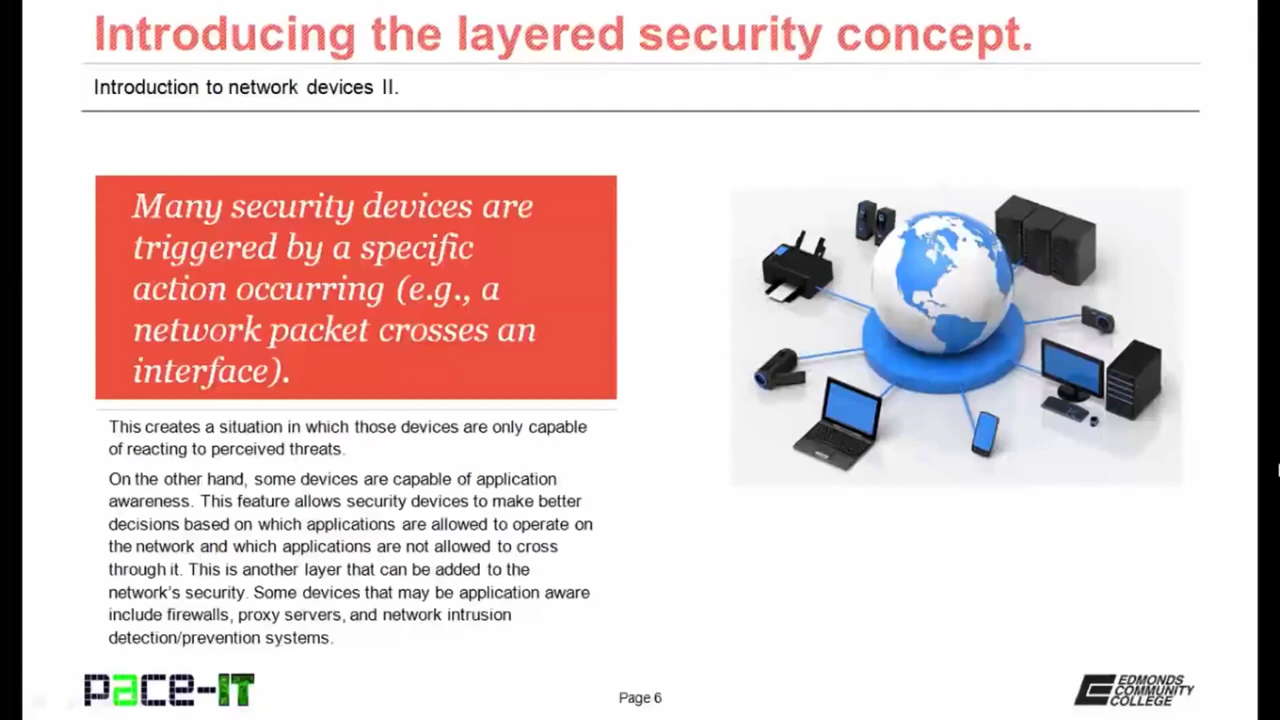 Introducing the layered security concept.
Introduction to network devices II.
Many security devices are
triggered by a specific
action occurring (e.g., a
network packet crosses an
interface).
This creates a situation in which those devices are only capable
of reacting to perceived threats.
On the other hand, some devices are capable of application
awareness. This feature allows security devices to make better
decisions based on which applications are allowed to operate on
the network and which applications are not allowed to cross
through it. This is another layer that can be added to the
network's security. Some devices that may be application aware
include firewalls, proxy servers, and network intrusion
detection/prevention systems.
pace-IT
Page 6
EDMONDS
COMMUNITY
COLLEGE